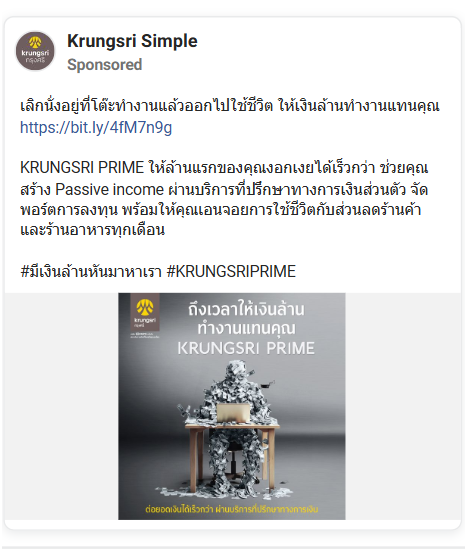 Krungsri Simple
Sponsored
krungsri
กรุงศรี
เลิกนั่งอยู่ที่โต๊ะทำงานแล้วออกไปใช้ชีวิต ให้เงินล้านทำงานแทนคุณ
https://bit.ly/4fM7n9g
KRUNGSRI PRIME ให้ล้านแรกของคุณงอกเงยได้เร็วกว่า ช่วยคุณ
สร้าง Passive income ผ่านบริการที่ปรึกษาทางการเงินส่วนตัว จัด
พอร์ตการลงทุน พร้อมให้คุณเอนจอยการใช้ชีวิตกับส่วนลดร้านค้า
และร้านอาหารทุกเดือน
#มีเงินล้านหันมาหาเรา #KRUNGSRIPRIME
krungsri
กรุงศรี
ถึงเวลาให้เงินล้าน
ทำงานแทนคุณ
KRUNGSRI PRIME
ต่อยอดเงินได้เร็วกว่า ผ่านบริการที่ปรึกษาทางการเงิน